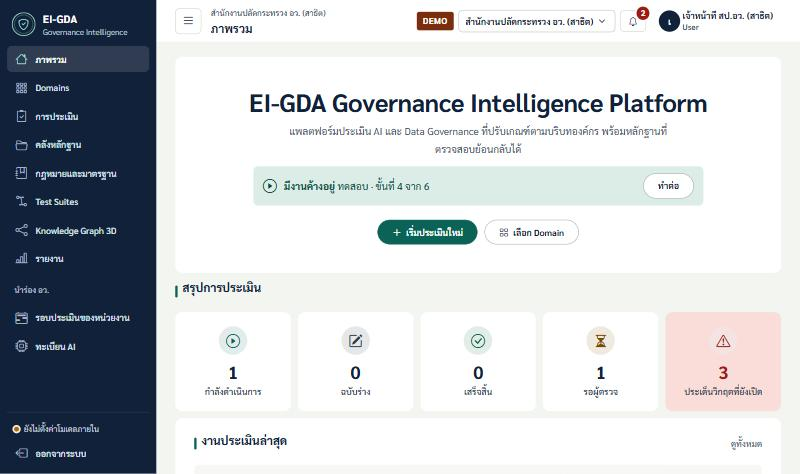 EI-GDA
Governance Intelligence
ภาพรวม
Domains
การประเมิน
คลังหลักฐาน
กฎหมายและมาตรฐาน
Test Suites
Knowledge Graph 3D
รายงาน
นำร่อง อว.
รอบประเมินของหน่วยงาน
ทะเบียน AI
ยังไม่ตั้งค่าโมเดลภายใน
ออกจากระบบ
สำนักงานปลัดกระทรวง อว. (สาธิต)
ภาพรวม
DEMO
สำนักงานปลัดกระทรวง อว. (สาธิต)
2
เ
เจ้าหน้าที่ สป.อว. (สาธิต)
User
EI-GDA Governance Intelligence Platform
แพลตฟอร์มประเมิน AI และ Data Governance ที่ปรับเกณฑ์ตามบริบทองค์กร พร้อมหลักฐานที่
ตรวจสอบย้อนกลับได้
มีงานค้างอยู่ ทดสอบ · ขั้นที่ 4 จาก 6
ทำต่อ
+ เริ่มประเมินใหม่
เลือก Domain
สรุปการประเมิน
1
กำลังดำเนินการ
0
ฉบับร่าง
0
เสร็จสิ้น
1
รอผู้ตรวจ
3
ประเด็นวิกฤตที่ยังเปิด
งานประเมินล่าสุด
ดูทั้งหมด